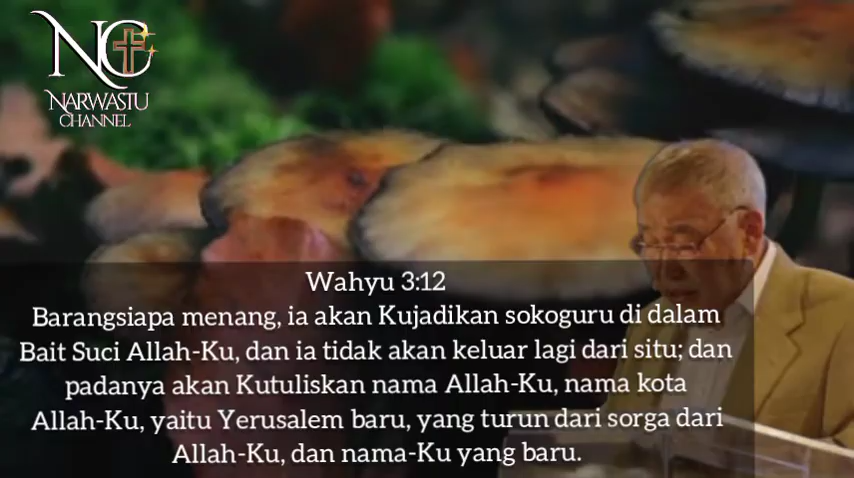 NC
NARWASTU
CHANNEL
Wahyu 3:12
Barangsiapa menang, ia akan Kujadikan sokoguru di dalam
Bait Suci Allah-Ku, dan ia tidak akan keluar lagi dari situ; dan
padanya akan Kutuliskan nama Allah-Ku, nama kota
Allah-Ku, yaitu Yerusalem baru, yang turun dari sorga dari
Allah-Ku, dan nama-Ku yang baru.